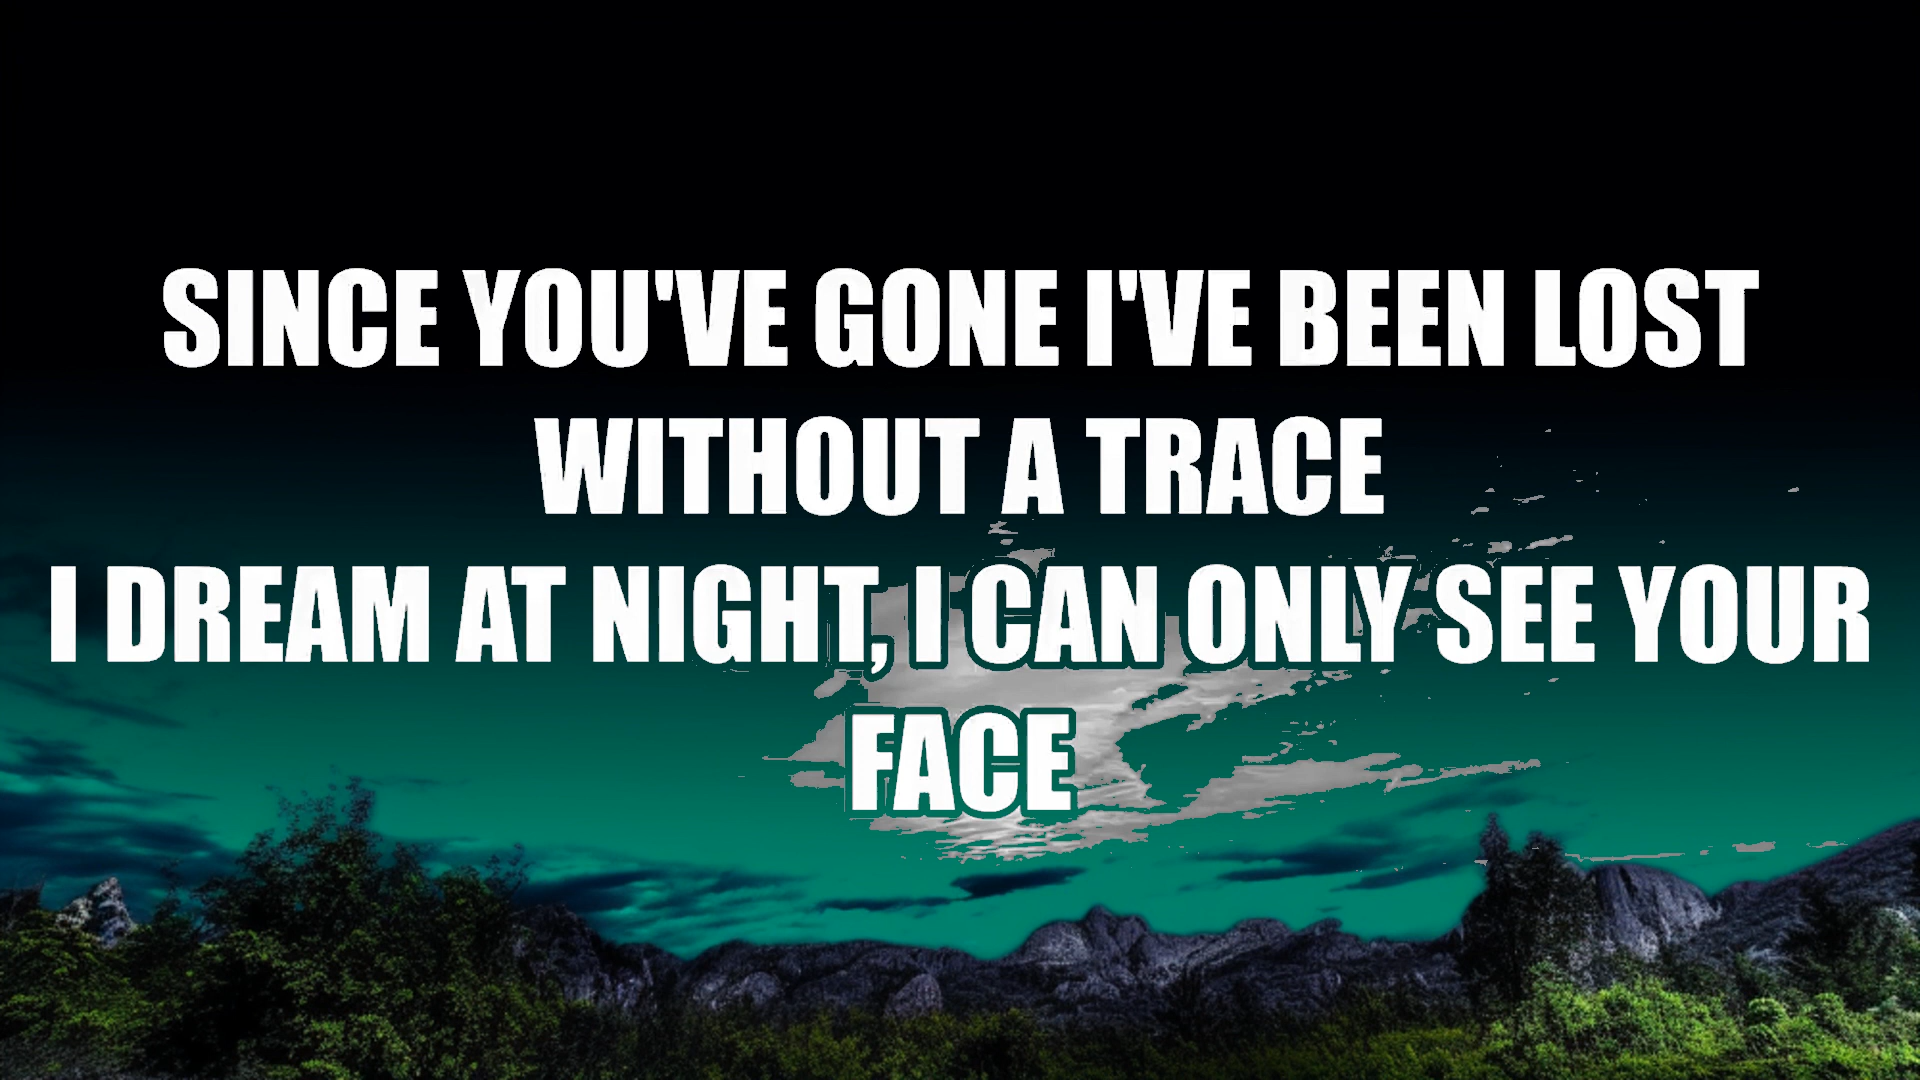 SINCE YOU'VE GONE I'VE BEEN LOST
WITHOUT A TRACE
I DREAM AT NIGHT, I CAN ONLY SEE YOUR
FACE